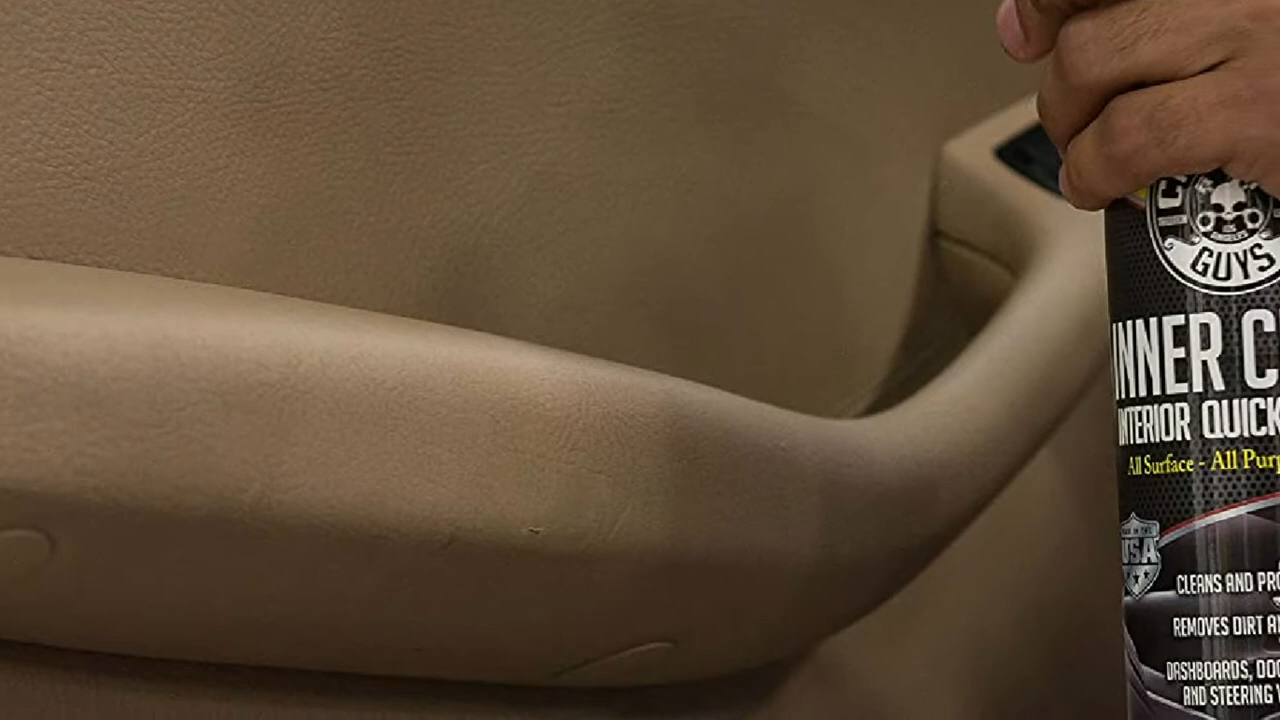 GUYS
INNER C
INTERIOR QUICK
All Surface - All Purp
USA
CLEANS AND PRO
REMOVES DIRT A
DASHBOARDS, DOO
AND STEERING